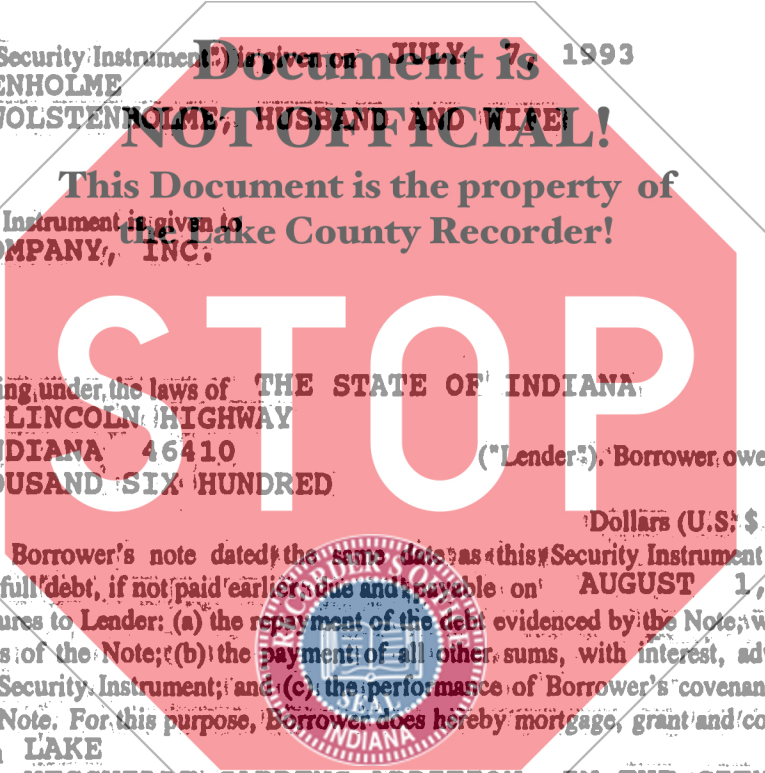 Security Instrument") is given on JULY 7, 1993
Document is
ENHOLME
WOLSTENHOLME, HUSBAND AND WIFE
NOT OFFICIAL!
This Document is the property of
Instrument is given to
the Lake County Recorder!
OMPANY, INC.
STOP
ing under the laws of THE STATE OF INDIANA
LINCOLN HIGHWAY
NDIANA 46410 ("Lender"). Borrower owe
OUSAND SIX HUNDRED
Dollars (U.S. $
Borrower's note dated the same date as this Security Instrument
full debt, if not paid earlier, due and payable on AUGUST 1,
ures to Lender: (a) the repayment of the debt evidenced by the Note, w
s of the Note; (b) the payment of all other sums, with interest, ad
Security Instrument; and (c) the performance of Borrower's covenan
Note. For this purpose, Borrower does hereby mortgage, grant and co
LAKE
RECORDER'S OFFICE
SEAL
INDIANA